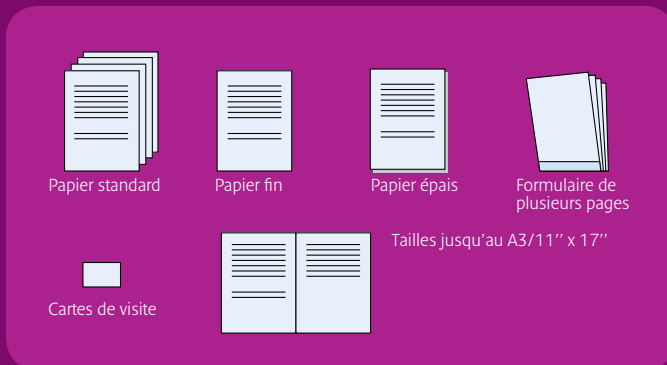 Papier standard
Papier fin
Papier épais
Formulaire de
plusieurs pages
Tailles jusqu’au A3/11’’ x 17’’
Cartes de visite